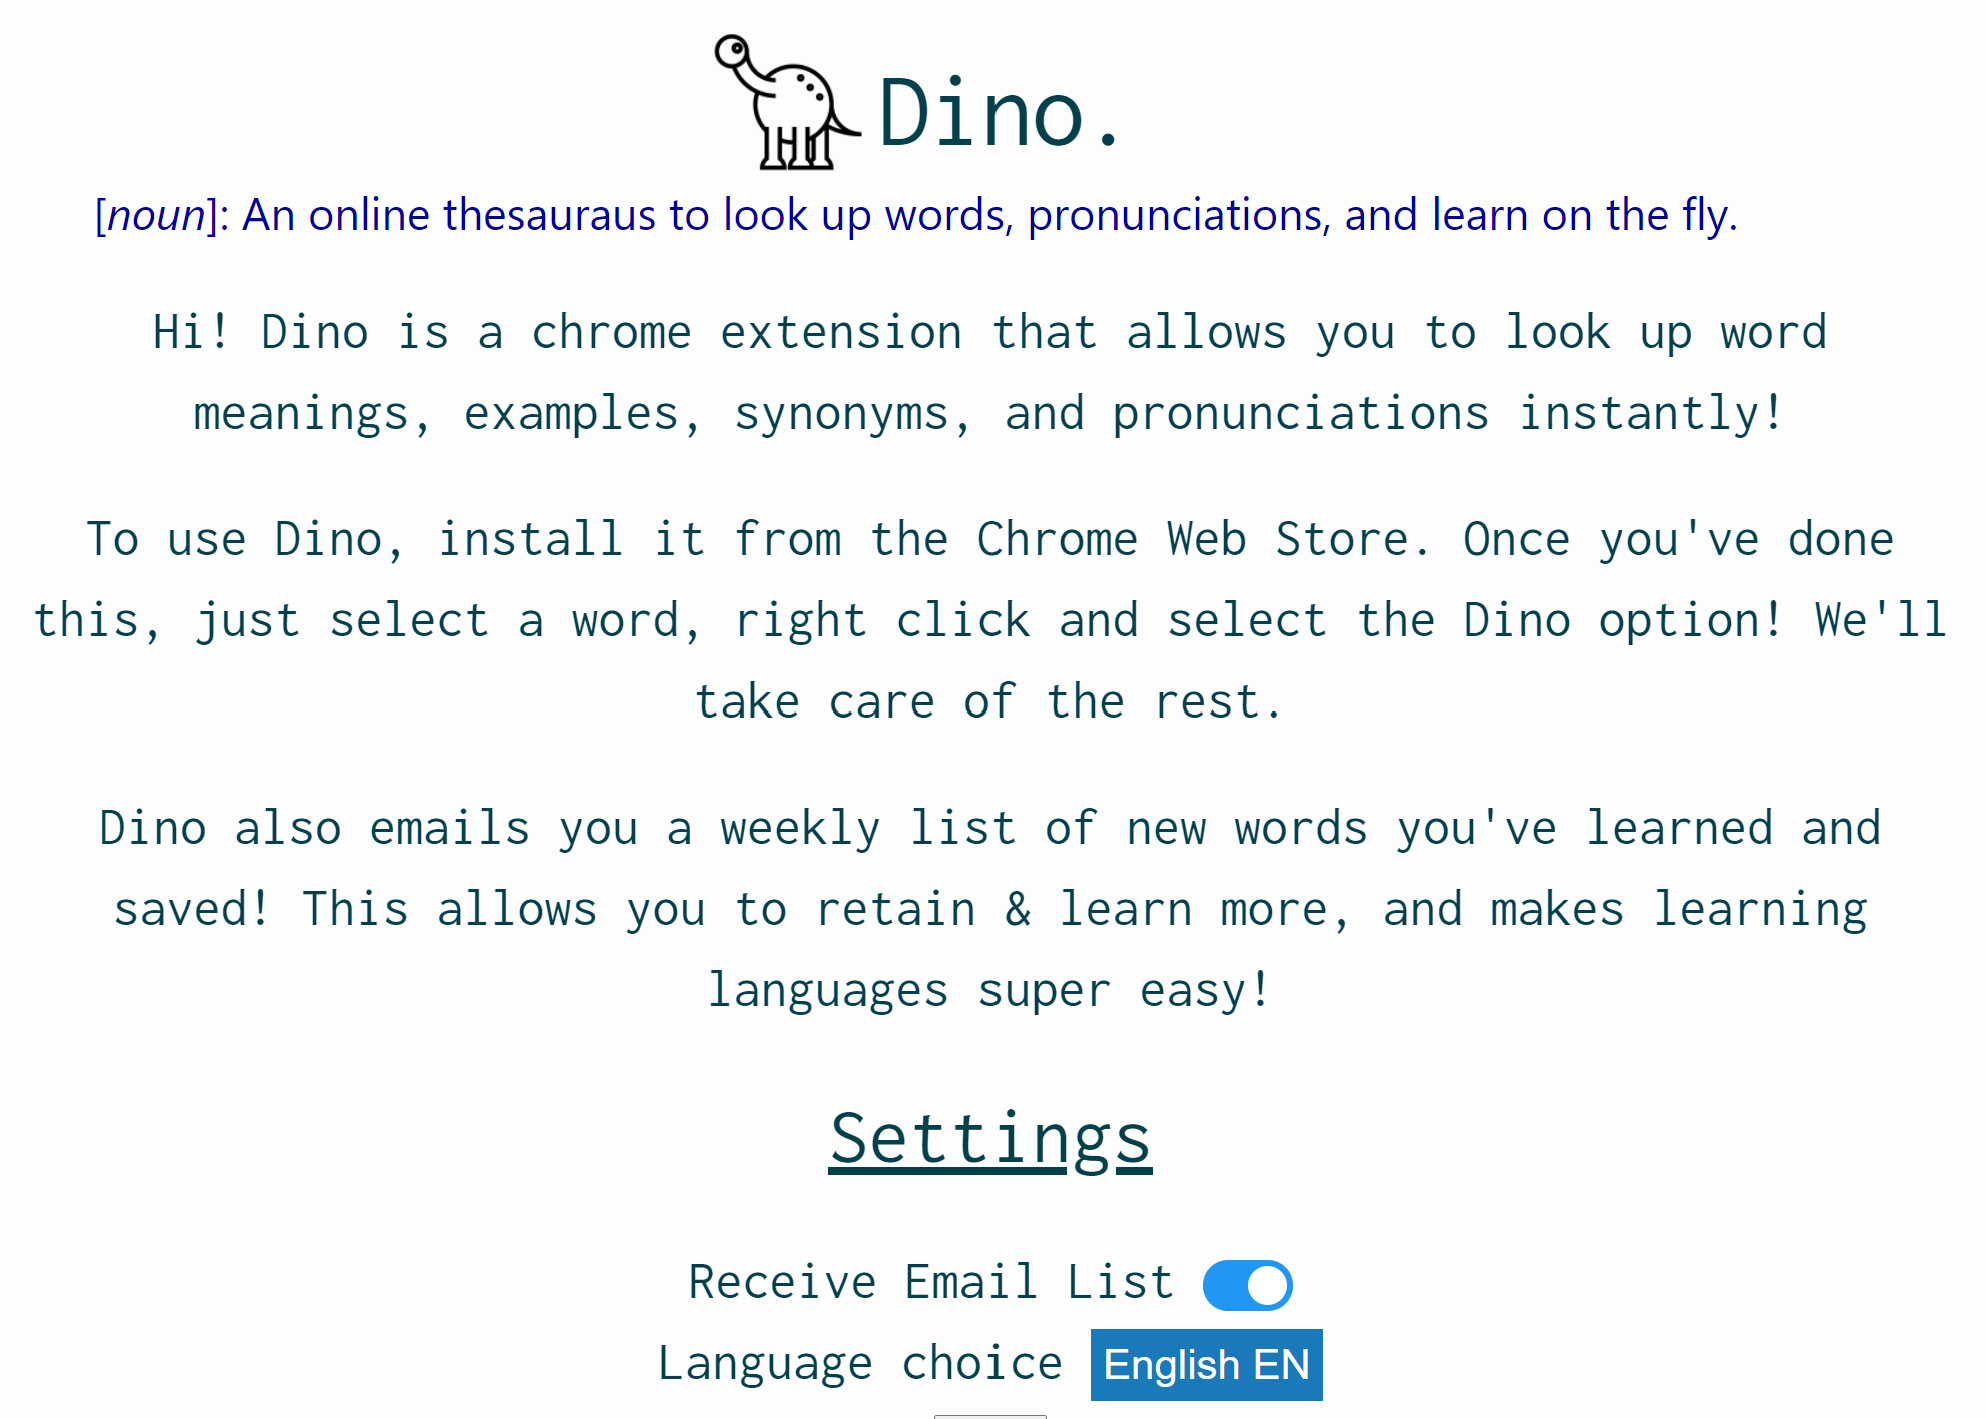 Dino.
[noun]: An online thesauraus to look up words, pronunciations, and learn on the fly.
Hi! Dino is a chrome extension that allows you to look up word
meanings, examples, synonyms, and pronunciations instantly!
To use Dino, install it from the Chrome Web Store. Once you've done
this, just select a word, right click and select the Dino option! We'll
take care of the rest.
Dino also emails you a weekly list of new words you've learned and
saved! This allows you to retain & learn more, and makes learning
languages super easy!
Settings
Receive Email List
Language choice English EN